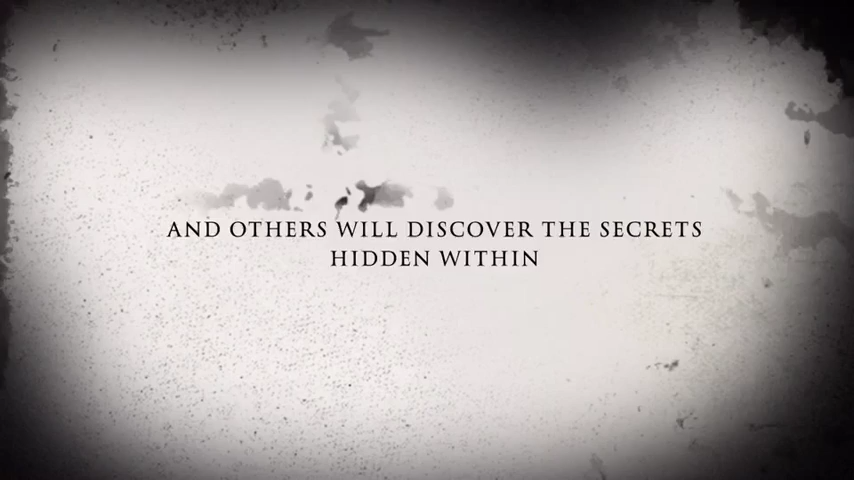 AND OTHERS WILL DISCOVER THE SECRETS
HIDDEN WITHIN